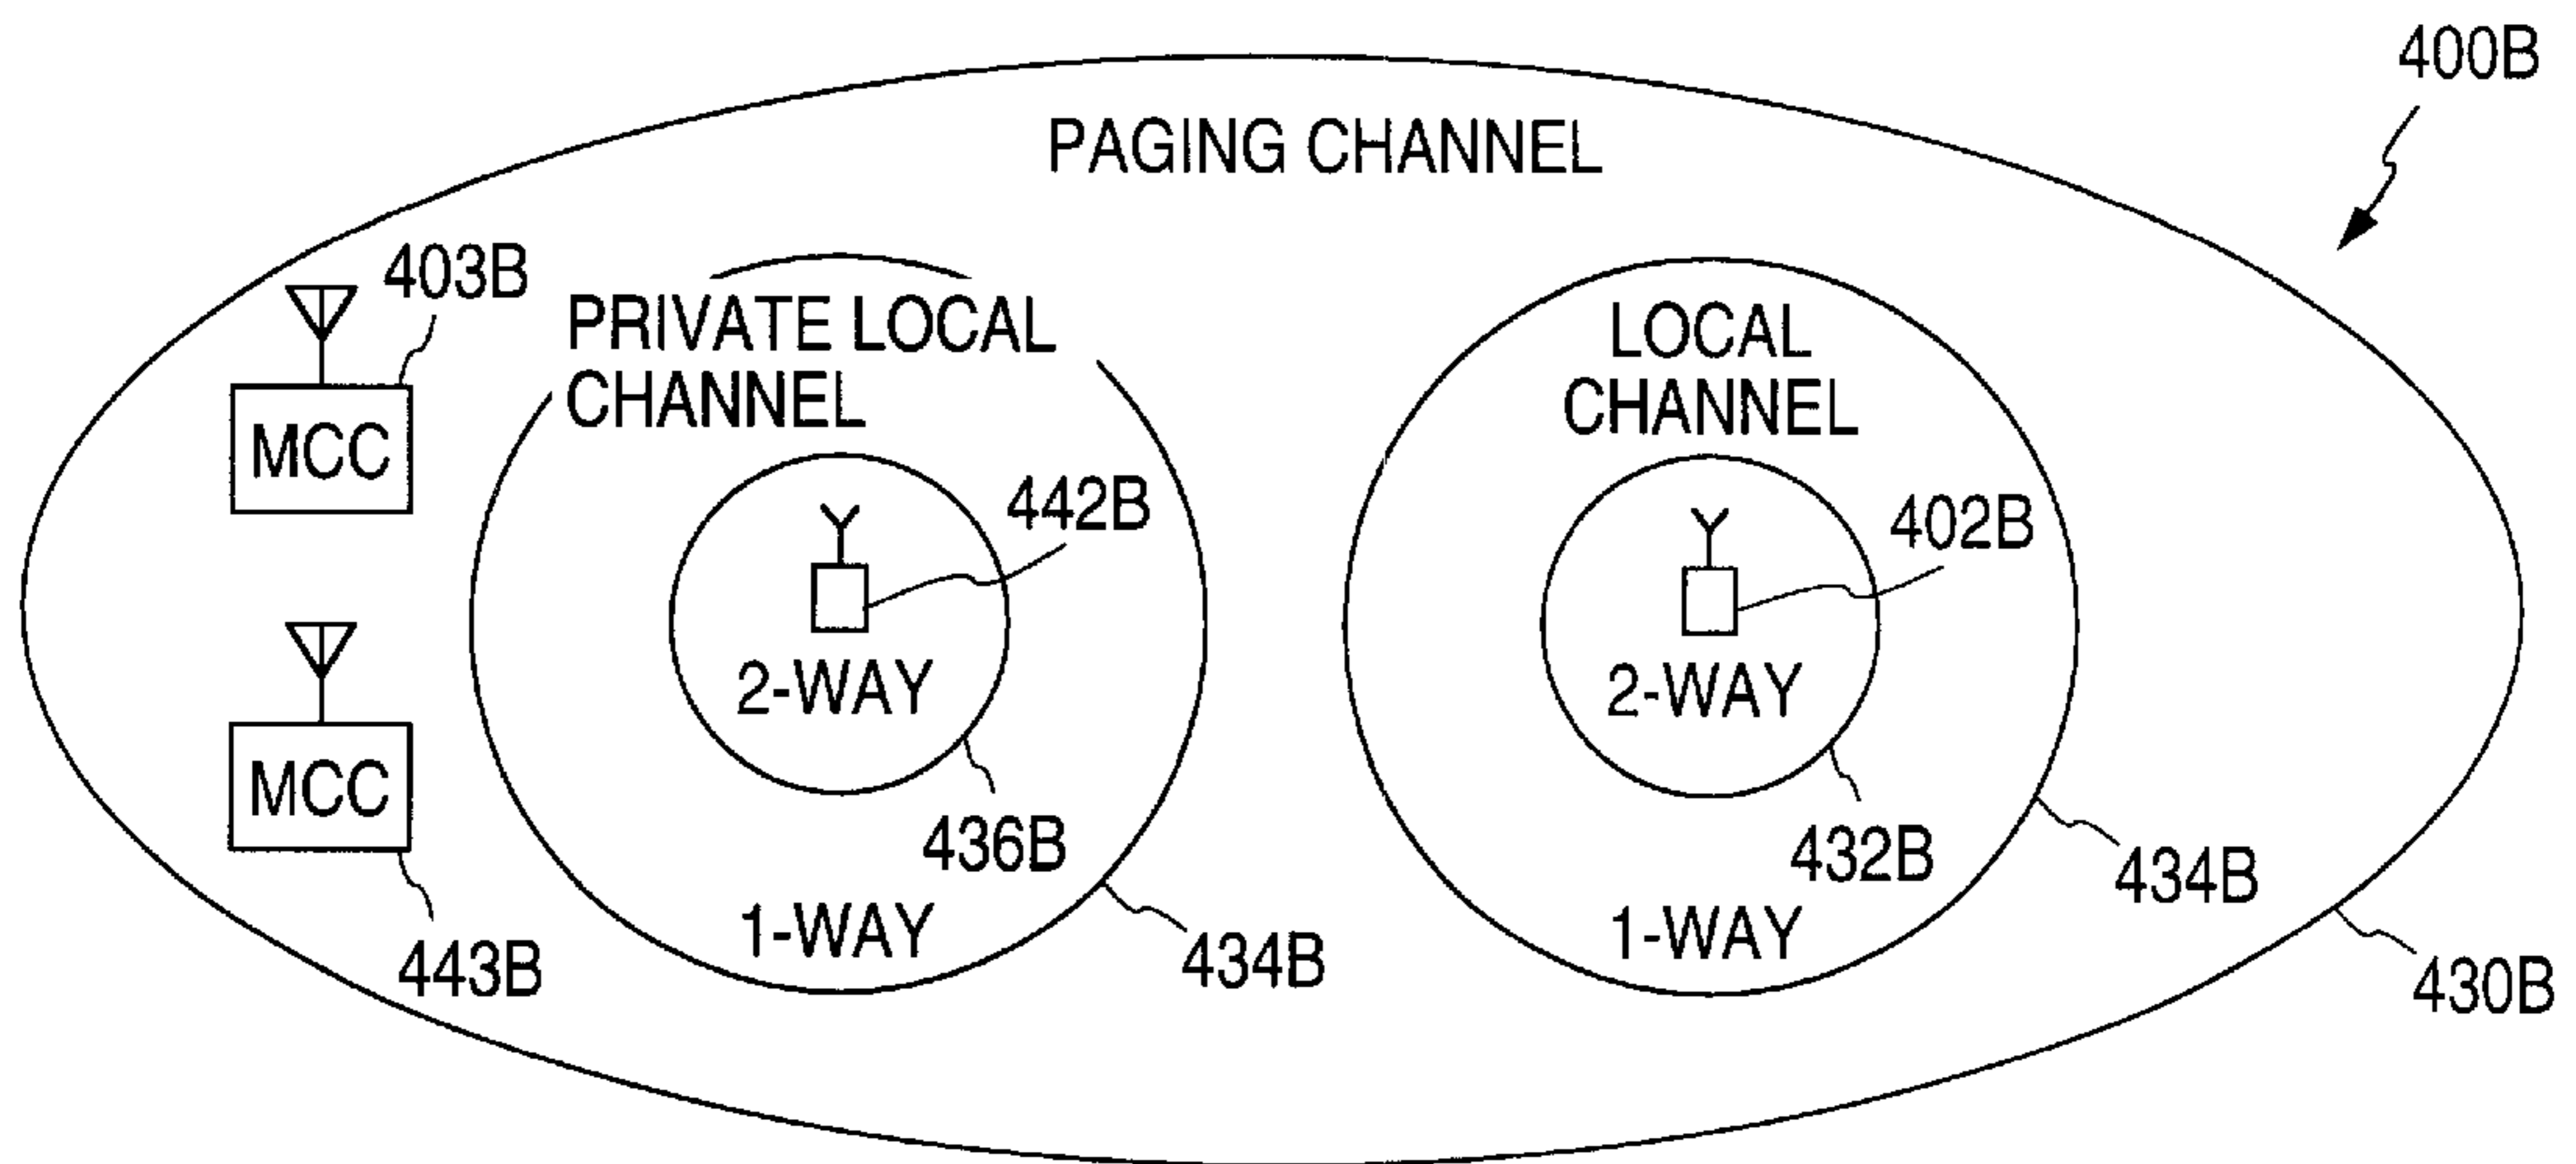 400B
PAGING CHANNEL
403B
MCC
PRIVATE LOCAL
CHANNEL
442B
2-WAY
436B
1-WAY
434B
LOCAL
CHANNEL
402B
2-WAY
432B
1-WAY
434B
430B
MCC
443B